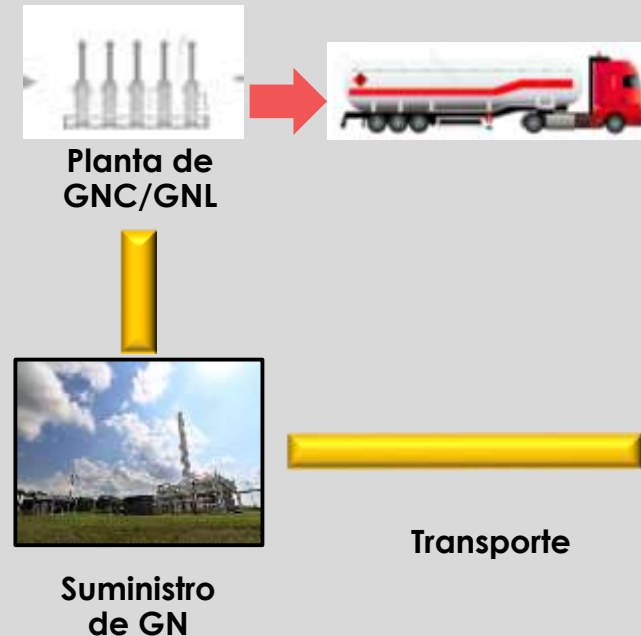 Planta de
GNC/GNL
Transporte
Suministro
de GN